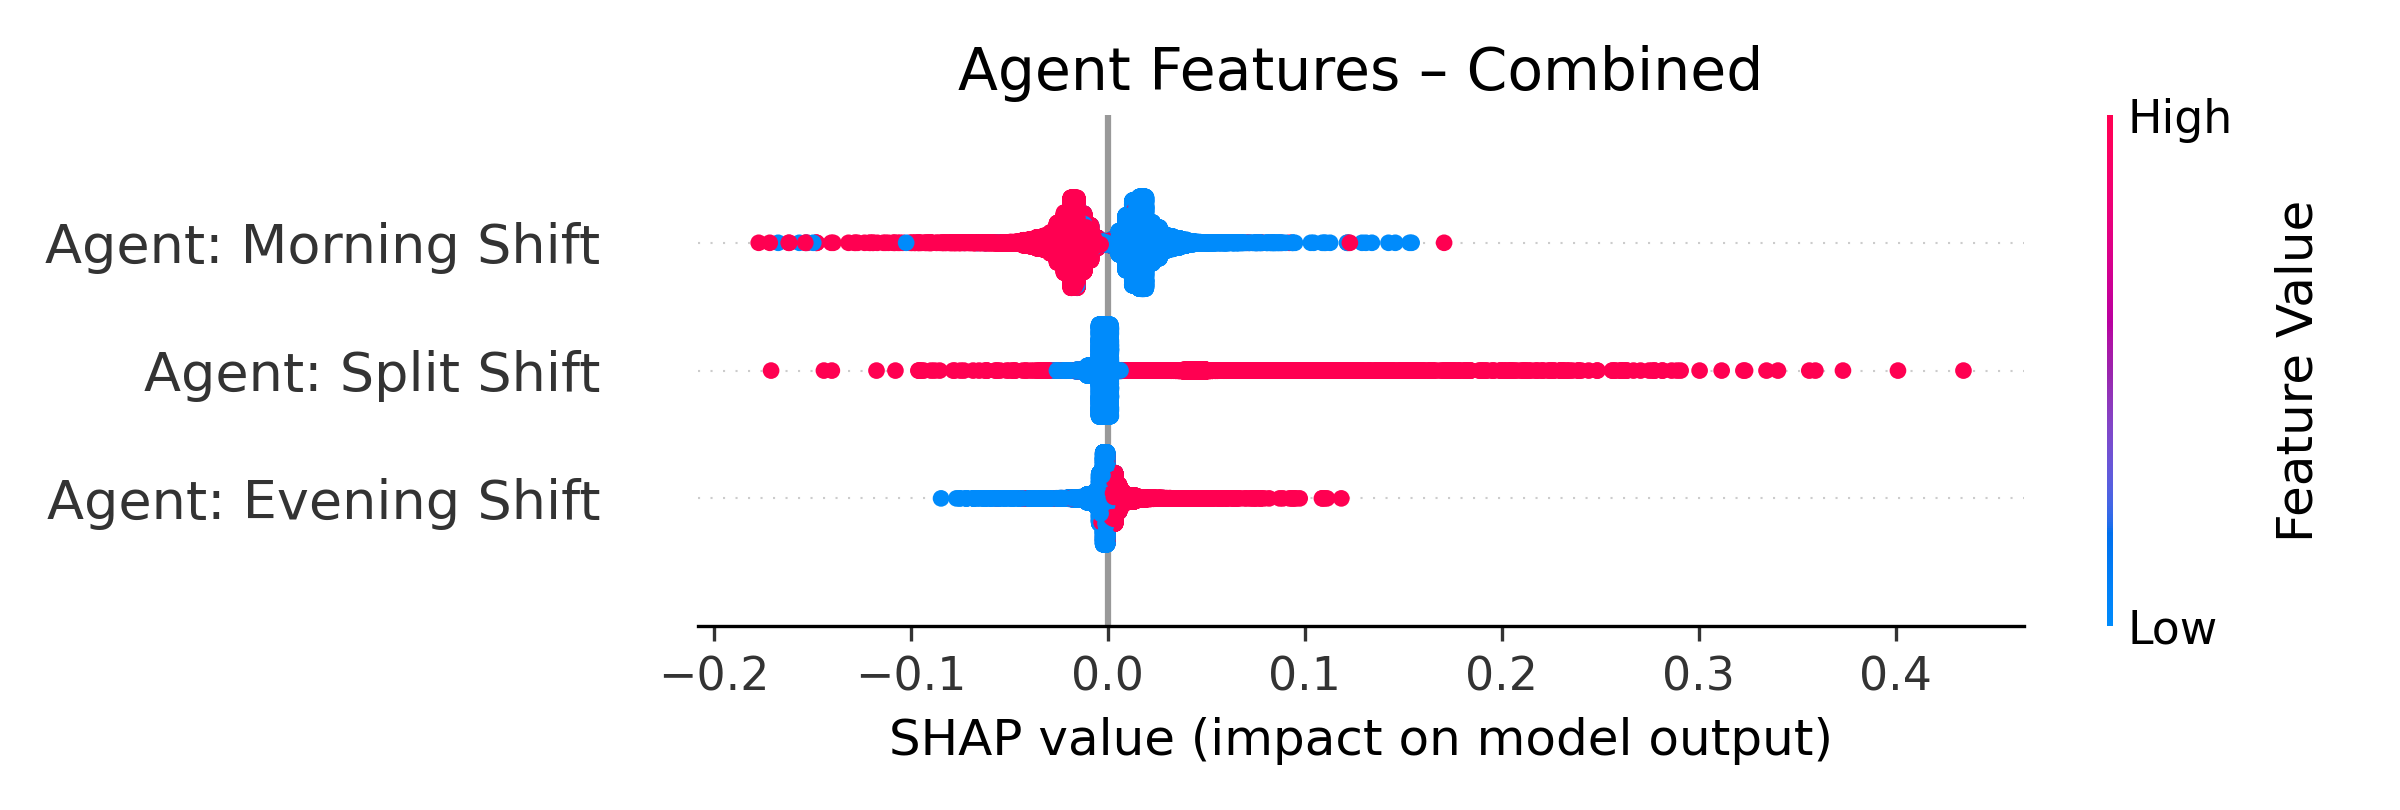 Agent Features – Combined
High
Agent: Morning Shift
Agent: Split Shift
Agent: Evening Shift
Feature Value
Low
−0.2 −0.1 0.0 0.1 0.2 0.3 0.4
SHAP value (impact on model output)